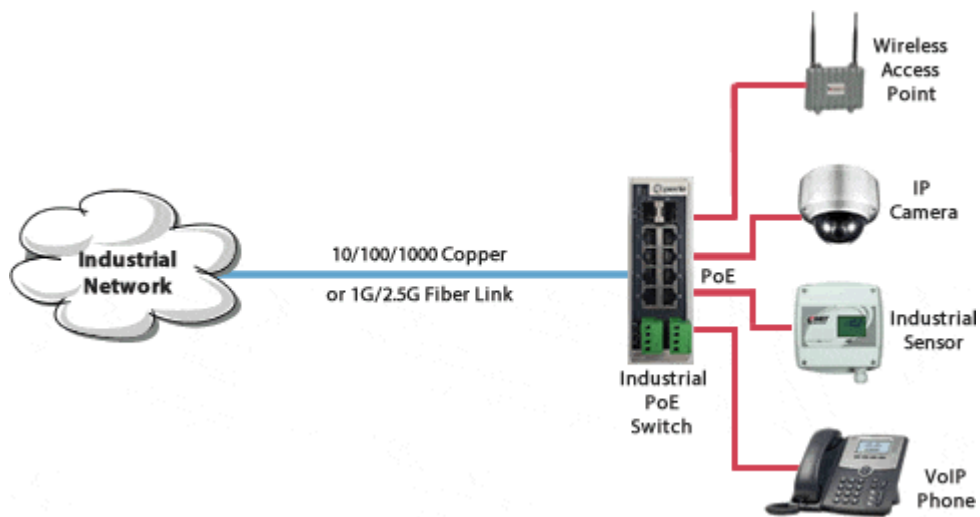 Wireless
Access
Point
IP
Camera
perle
Industrial
Network
10/100/1000 Copper
or 1G/2.5G Fiber Link
PoE
Industrial
Sensor
Industrial
PoE
Switch
VoIP
Phone